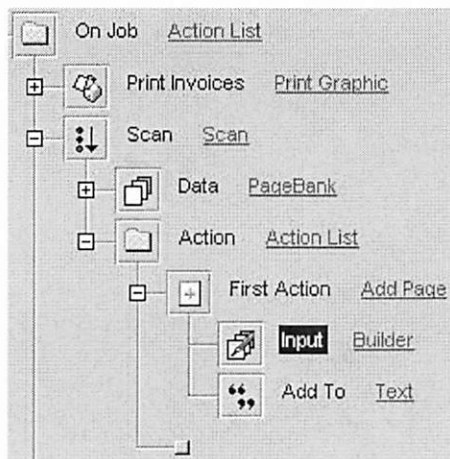 On Job Action List
Print Invoices Print Graphic
Scan Scan
Data PageBank
Action Action List
First Action Add Page
Input Builder
Add To Text